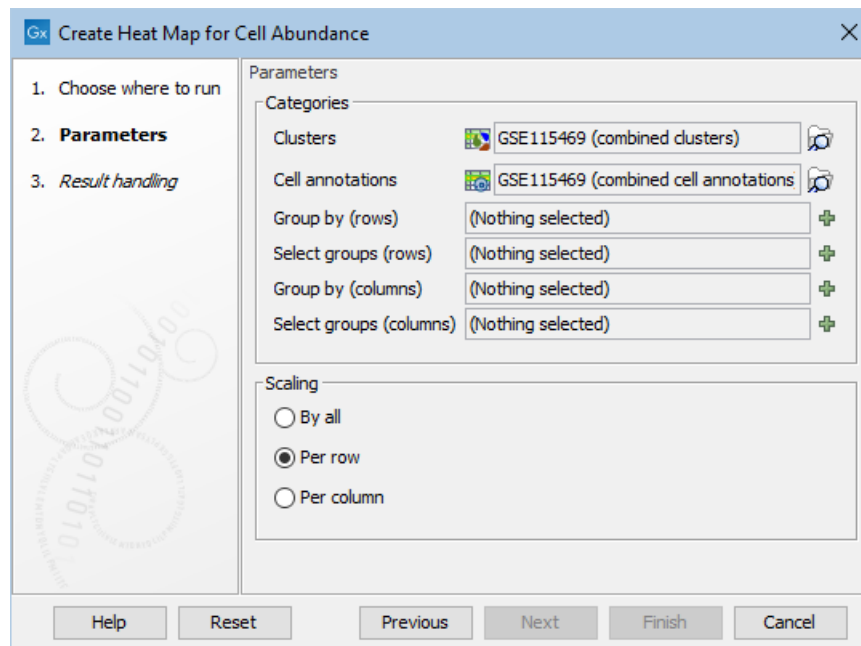 Gx Create Heat Map for Cell Abundance
1. Choose where to run
2. Parameters
3. Result handling
Parameters
Categories
Clusters GSE115469 (combined clusters)
Cell annotations GSE115469 (combined cell annotations
Group by (rows) (Nothing selected)
Select groups (rows) (Nothing selected)
Group by (columns) (Nothing selected)
Select groups (columns) (Nothing selected)
Scaling
By all
Per row
Per column
Help Reset Previous Next Finish Cancel